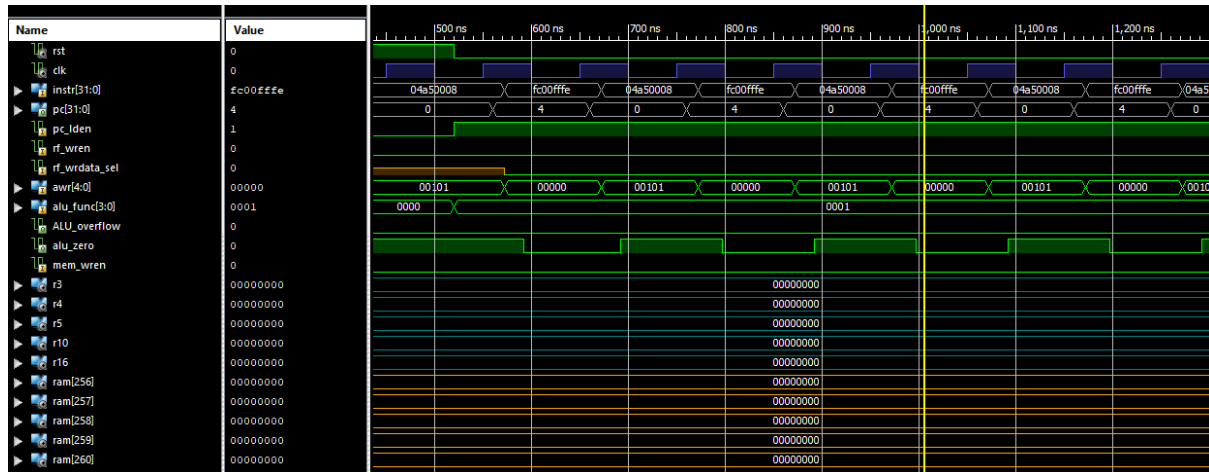 Name Value 500 ns 600 ns 700 ns 800 ns 900 ns 1,000 ns 1,100 ns 1,200 ns
rst 0
clk 0
instr[31:0] fc00fffe 04a50008 fc00fffe 04a50008 fc00fffe 04a50008 fc00fffe 04a50008 fc00fffe 04a5
pc[31:0] 4 0 4 0 4 0 4 0 4 0
pc_lden 1
rf_wren 0
rf_wrdata_sel 0
awr[4:0] 00000 00101 00000 00101 00000 00101 00000 00101 00000 0010
alu_func[3:0] 0001 0000 0001
ALU_overflow 0
alu_zero 0
mem_wren 0
r3 00000000 00000000
r4 00000000 00000000
r5 00000000 00000000
r10 00000000 00000000
r16 00000000 00000000
ram[256] 00000000 00000000
ram[257] 00000000 00000000
ram[258] 00000000 00000000
ram[259] 00000000 00000000
ram[260] 00000000 00000000